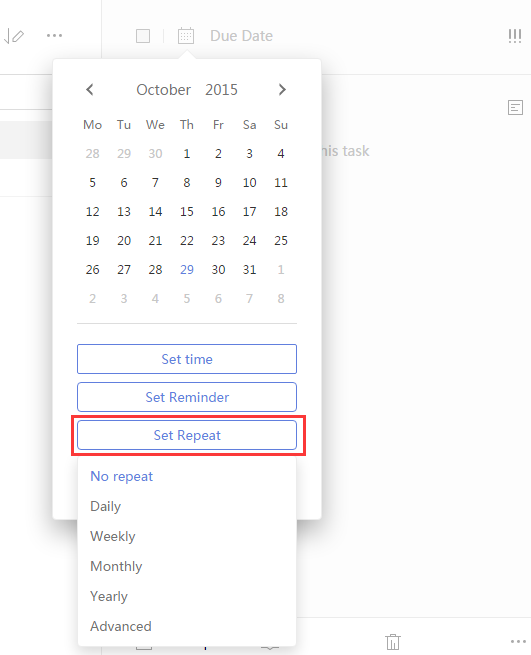 Due Date
October 2015
Mo Tu We Th Fr Sa Su
28 29 30 1 2 3 4
5 6 7 8 9 10 11
12 13 14 15 16 17 18
19 20 21 22 23 24 25
26 27 28 29 30 31 1
2 3 4 5 6 7 8
this task
Set time
Set Reminder
Set Repeat
No repeat
Daily
Weekly
Monthly
Yearly
Advanced